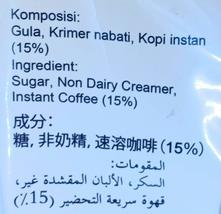 Komposisi:
Gula, Krimer nabati, Kopi instan
(15%)
Ingredient:
Sugar, Non Dairy Creamer,
Instant Coffee (15%)
成分:
糖, 非奶精, 速溶咖啡 (15%)
المقومات:
السكر، الألبان المقشدة غير،
قهوة سريعة التحضير (15٪)